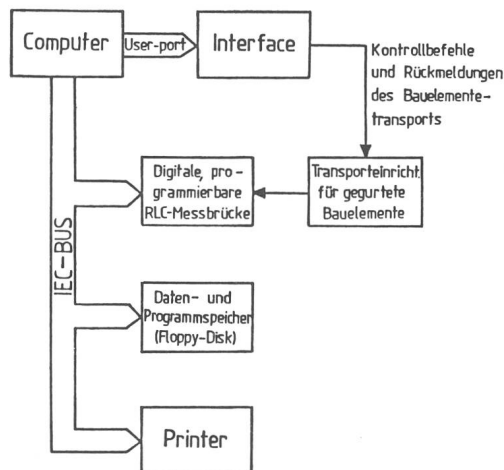 Computer
User-port
Interface
Kontrollbefehle
und Rückmeldungen
des Bauelemente-
transports
Digitale, pro-
grammierbare
RLC-Messbrücke
Transporteinricht.
für gegurtete
Bauelemente
IEC-BUS
Daten- und
Programmspeicher
(Floppy-Disk)
Printer